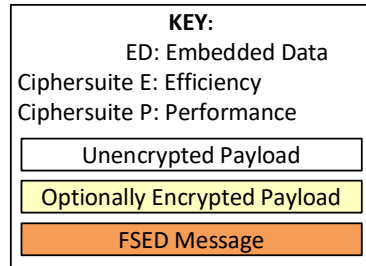 KEY:
ED: Embedded Data
Ciphersuite E: Efficiency
Ciphersuite P: Performance
Unencrypted Payload
Optionally Encrypted Payload
FSED Message